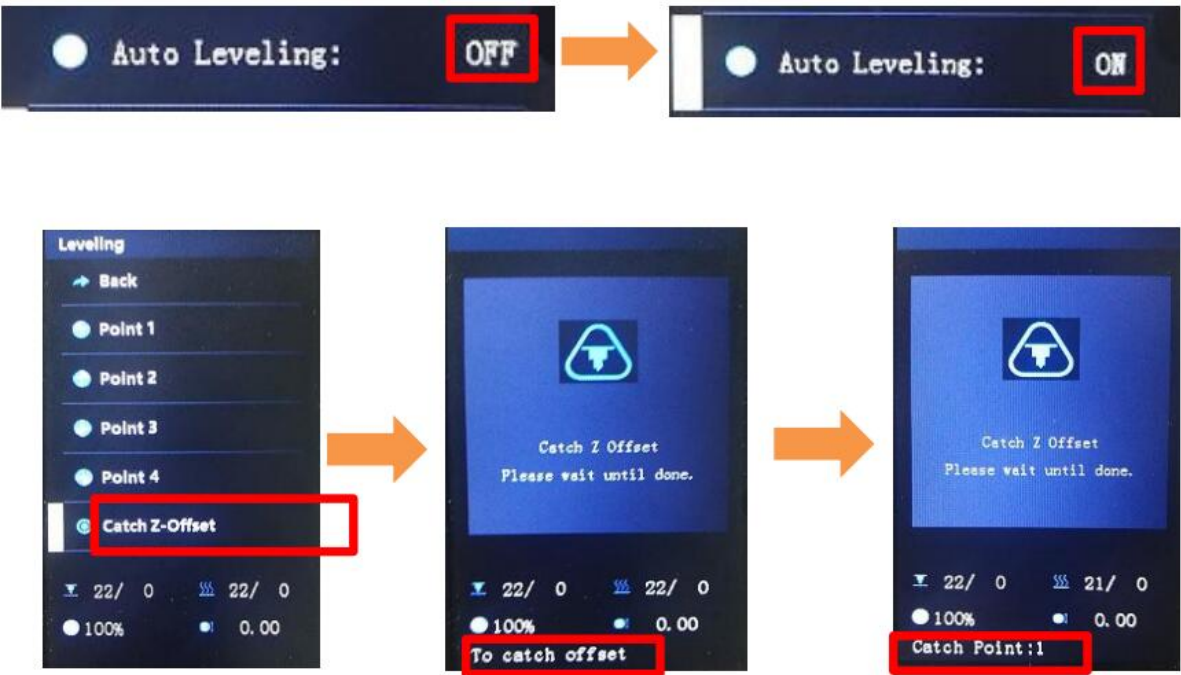 Auto Leveling: OFF
Auto Leveling: ON
Leveling
Back
Point 1
Point 2
Point 3
Point 4
Catch Z-Offset
22/ 0 22/ 0
100% 0.00
Catch Z Offset
Please wait until done.
22/ 0 22/ 0
100% 0.00
To catch offset
Catch Z Offset
Please wait until done.
22/ 0 21/ 0
100% 0.00
Catch Point:1